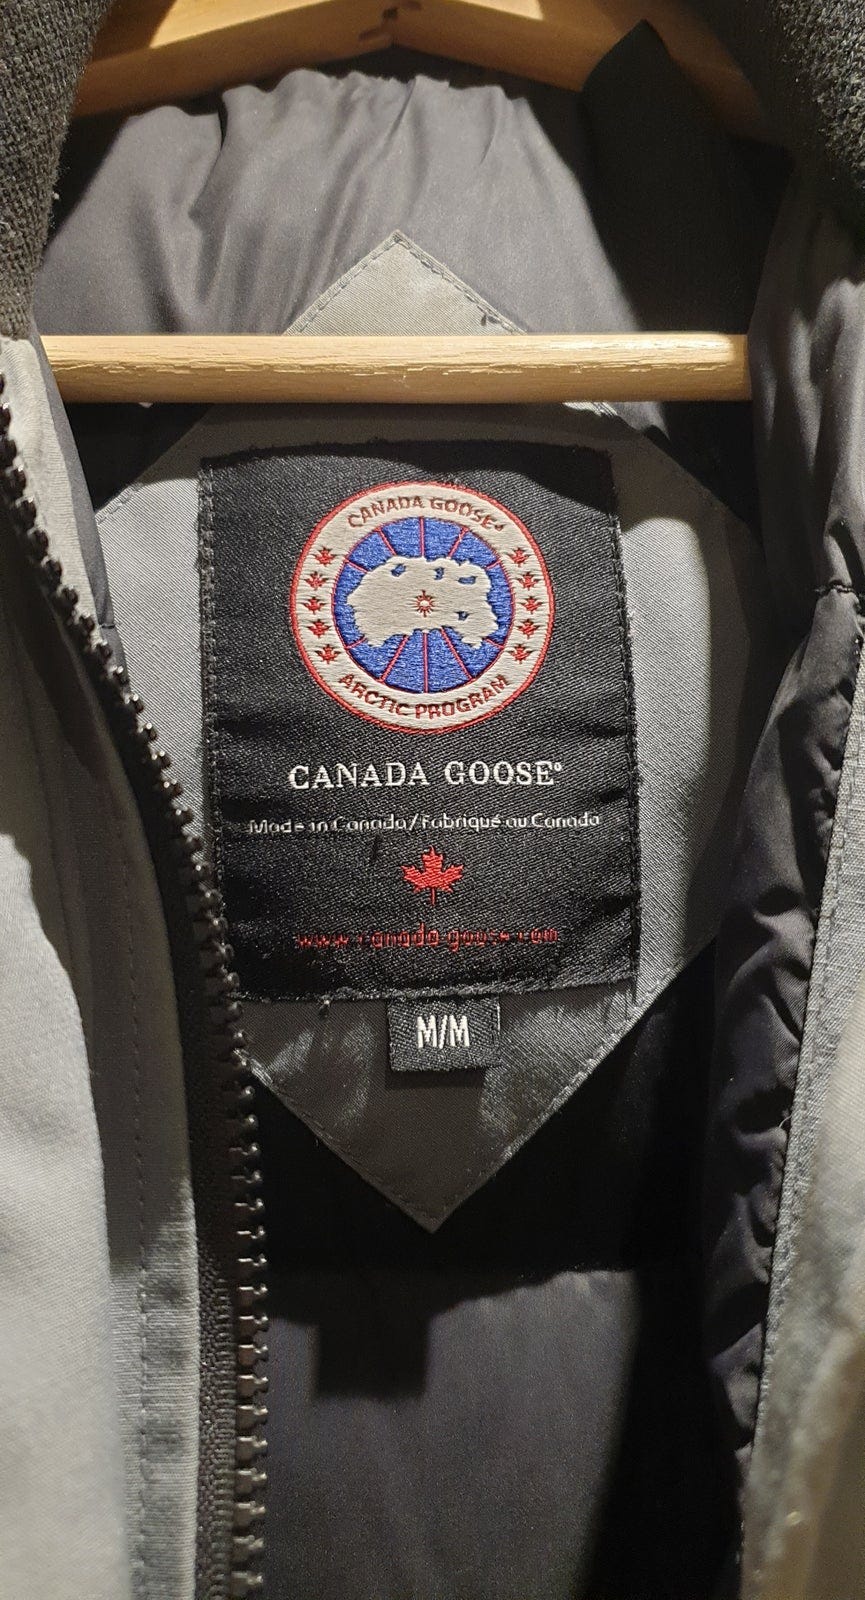 CANADA GOOSE®
ARCTIC PROGRAM
CANADA GOOSE®
Made in Canada/Fabriqué au Canada
www.canada-goose.com
M/M